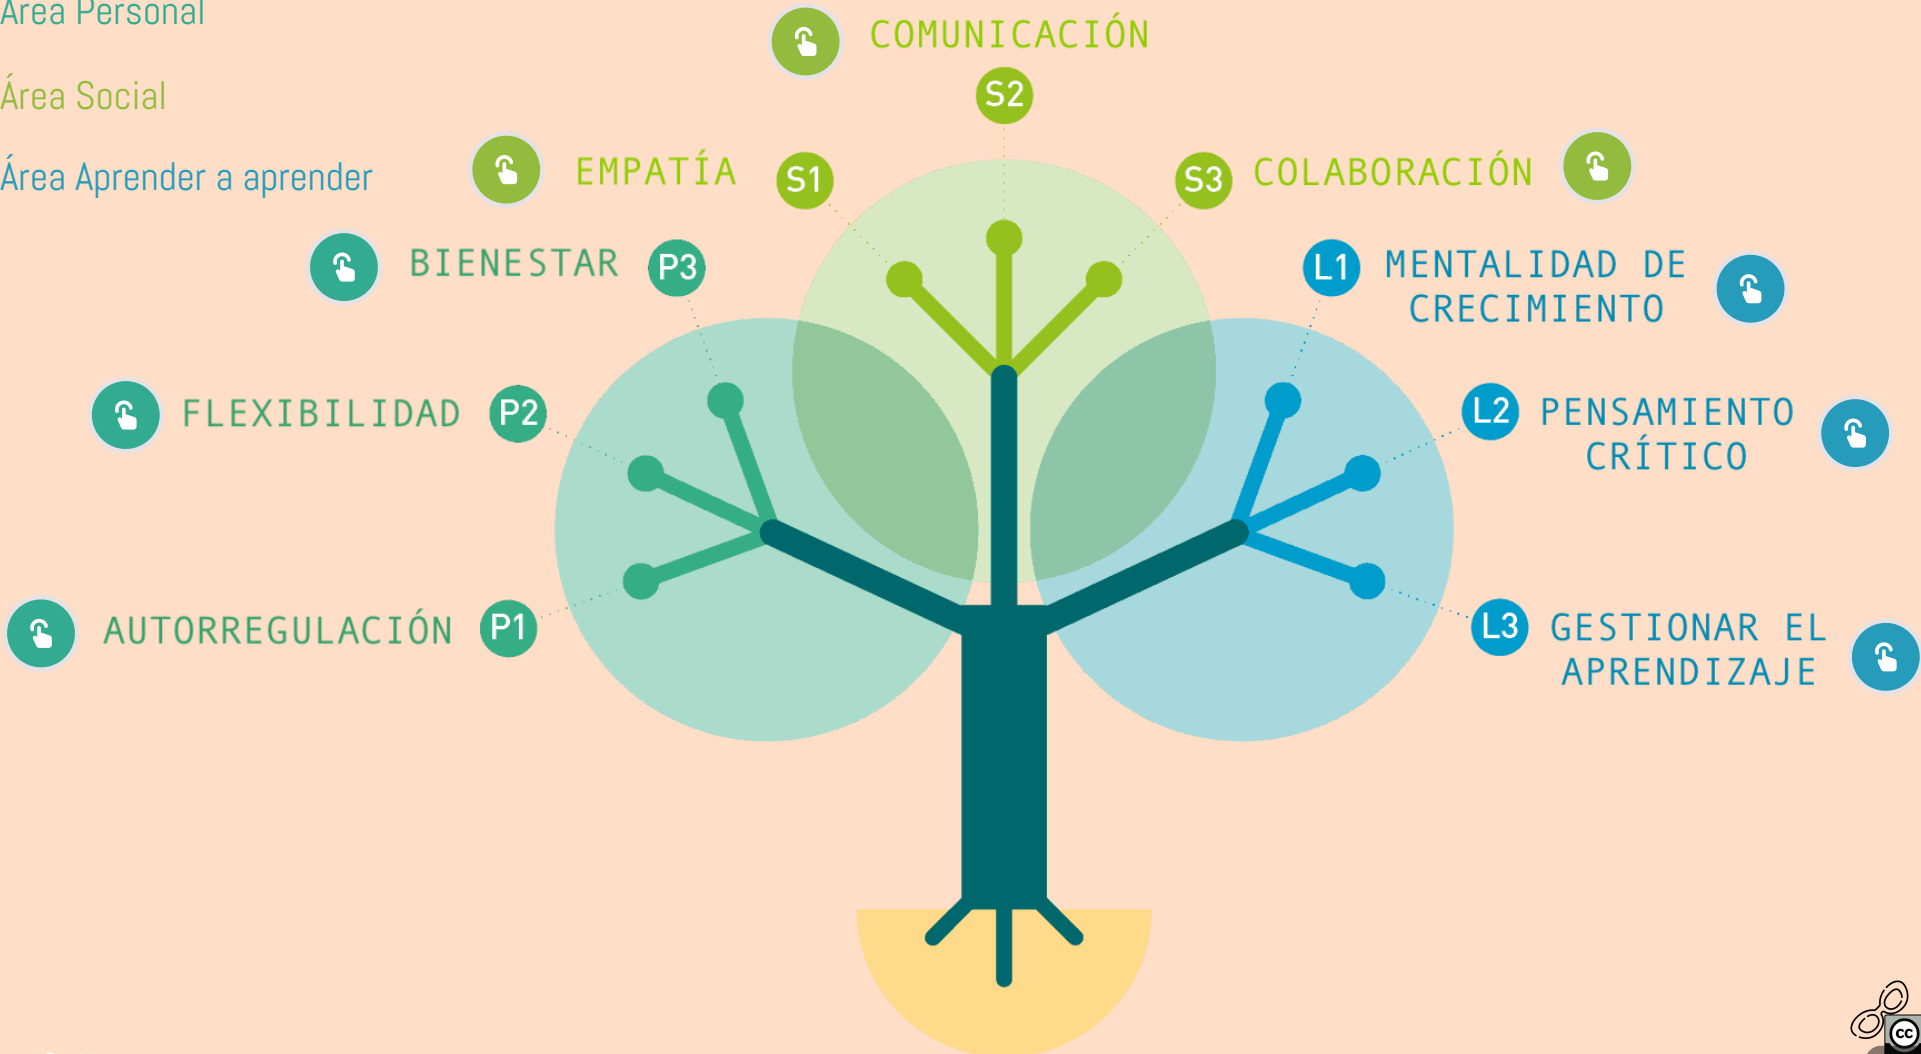 Área Personal
Área Social
Área Aprender a aprender
COMUNICACIÓN
S2
EMPATÍA
S1
S3
COLABORACIÓN
BIENESTAR
P3
L1
MENTALIDAD DE
CRECIMIENTO
FLEXIBILIDAD
P2
L2
PENSAMIENTO
CRÍTICO
AUTORREGULACIÓN
P1
L3
GESTIONAR EL
APRENDIZAJE
cc